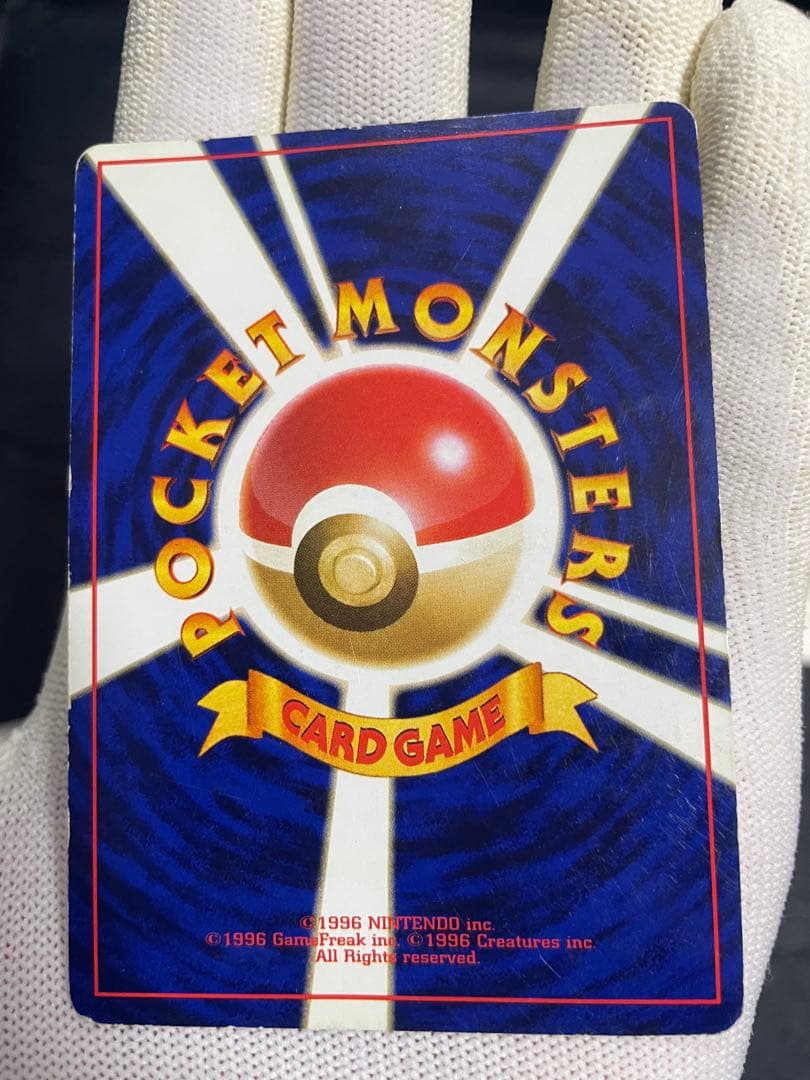 POCKET MONSTERS
CARD GAME
©1996 NINTENDO inc.
©1996 GameFreak inc. ©1996 Creatures inc.
All Rights reserved.